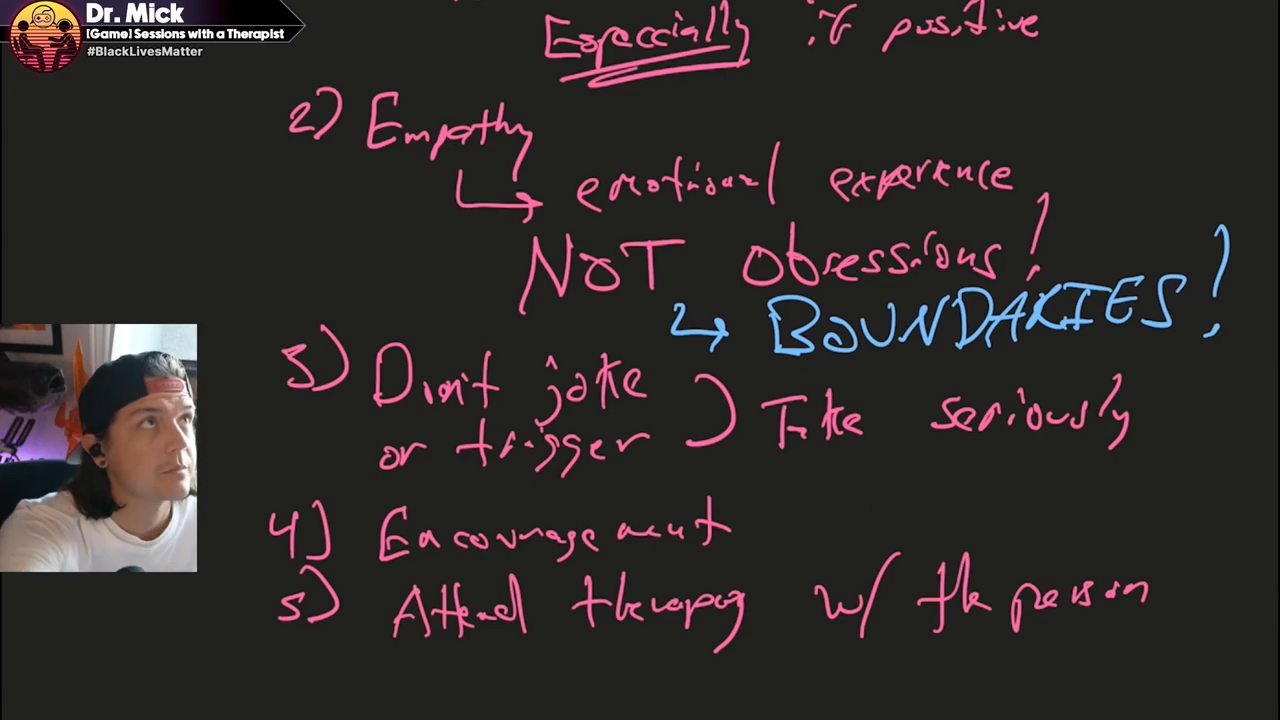 Dr. Mick
[Game] Sessions with a Therapist
#BlackLivesMatter
Especially if positive
2) Empathy
↳ emotional experience
NOT obsessions!
↳ BOUNDARIES!
3) Don't joke
or trigger ) Take seriously
4) Encouragement
5) Attend therapy w/ the person